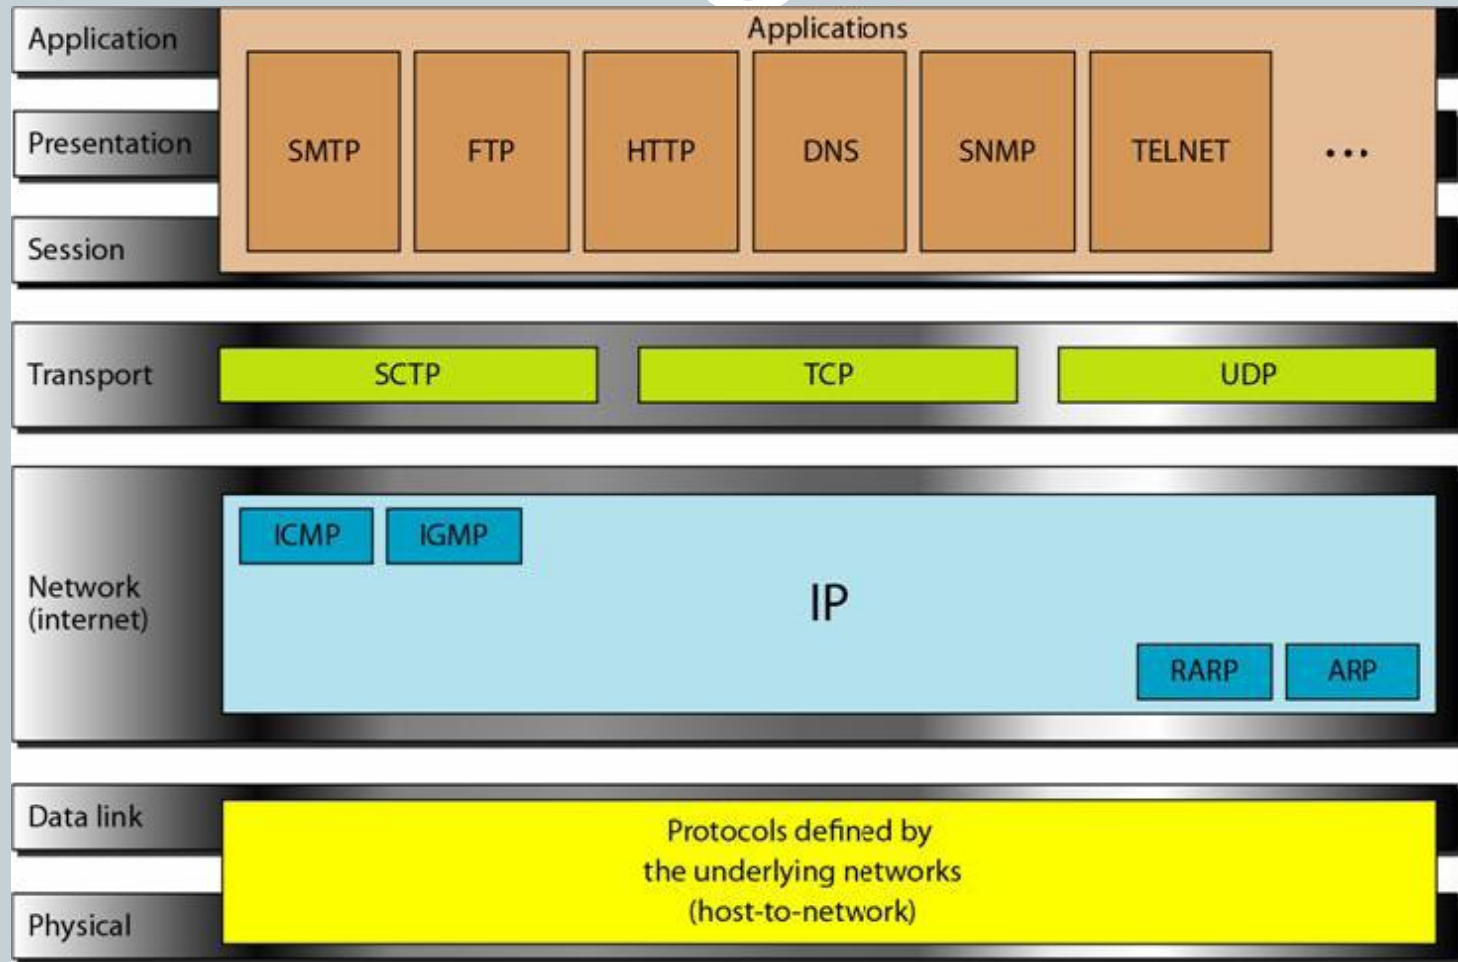 Application
Applications
Presentation
SMTP
FTP
HTTP
DNS
SNMP
TELNET
...
Session
Transport
SCTP
TCP
UDP
Network
(internet)
ICMP
IGMP
IP
RARP
ARP
Data link
Protocols defined by
the underlying networks
(host-to-network)
Physical